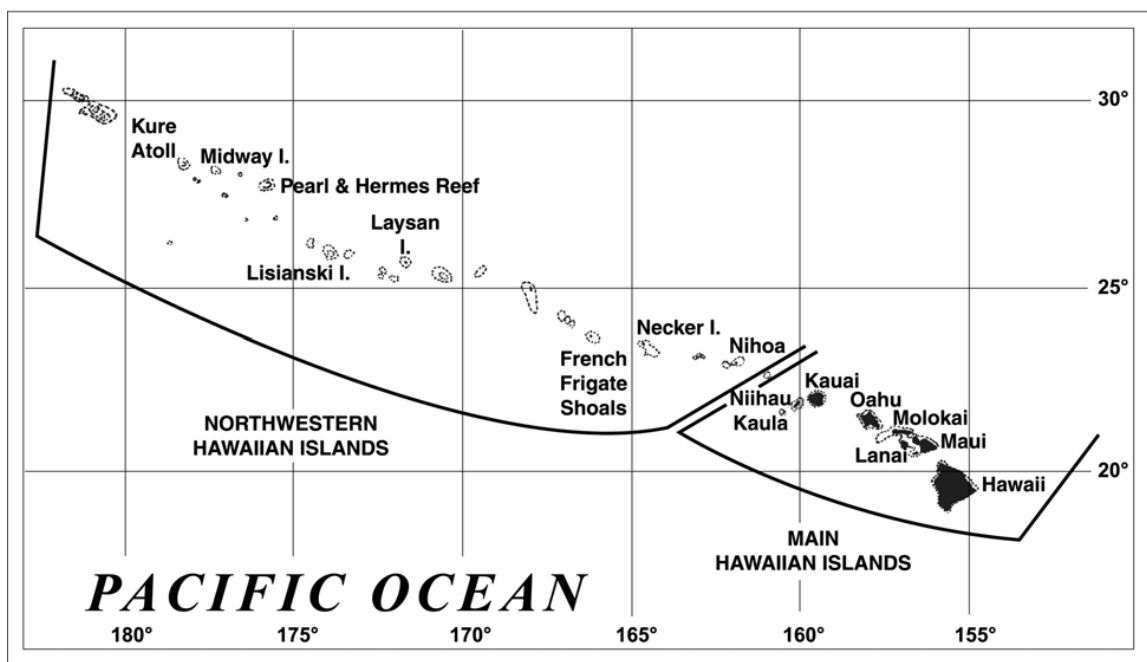 30°
Kure
Atoll
Midway I.
Pearl & Hermes Reef
Laysan
I.
Lisianski I.
25°
Necker I.
Nihoa
French
Frigate
Shoals
Kauai
Niihau
Kaula
Oahu
Molokai
Maui
Lanai
Hawaii
20°
NORTHWESTERN
HAWAIIAN ISLANDS
MAIN
HAWAIIAN ISLANDS
PACIFIC OCEAN
180°
175°
170°
165°
160°
155°